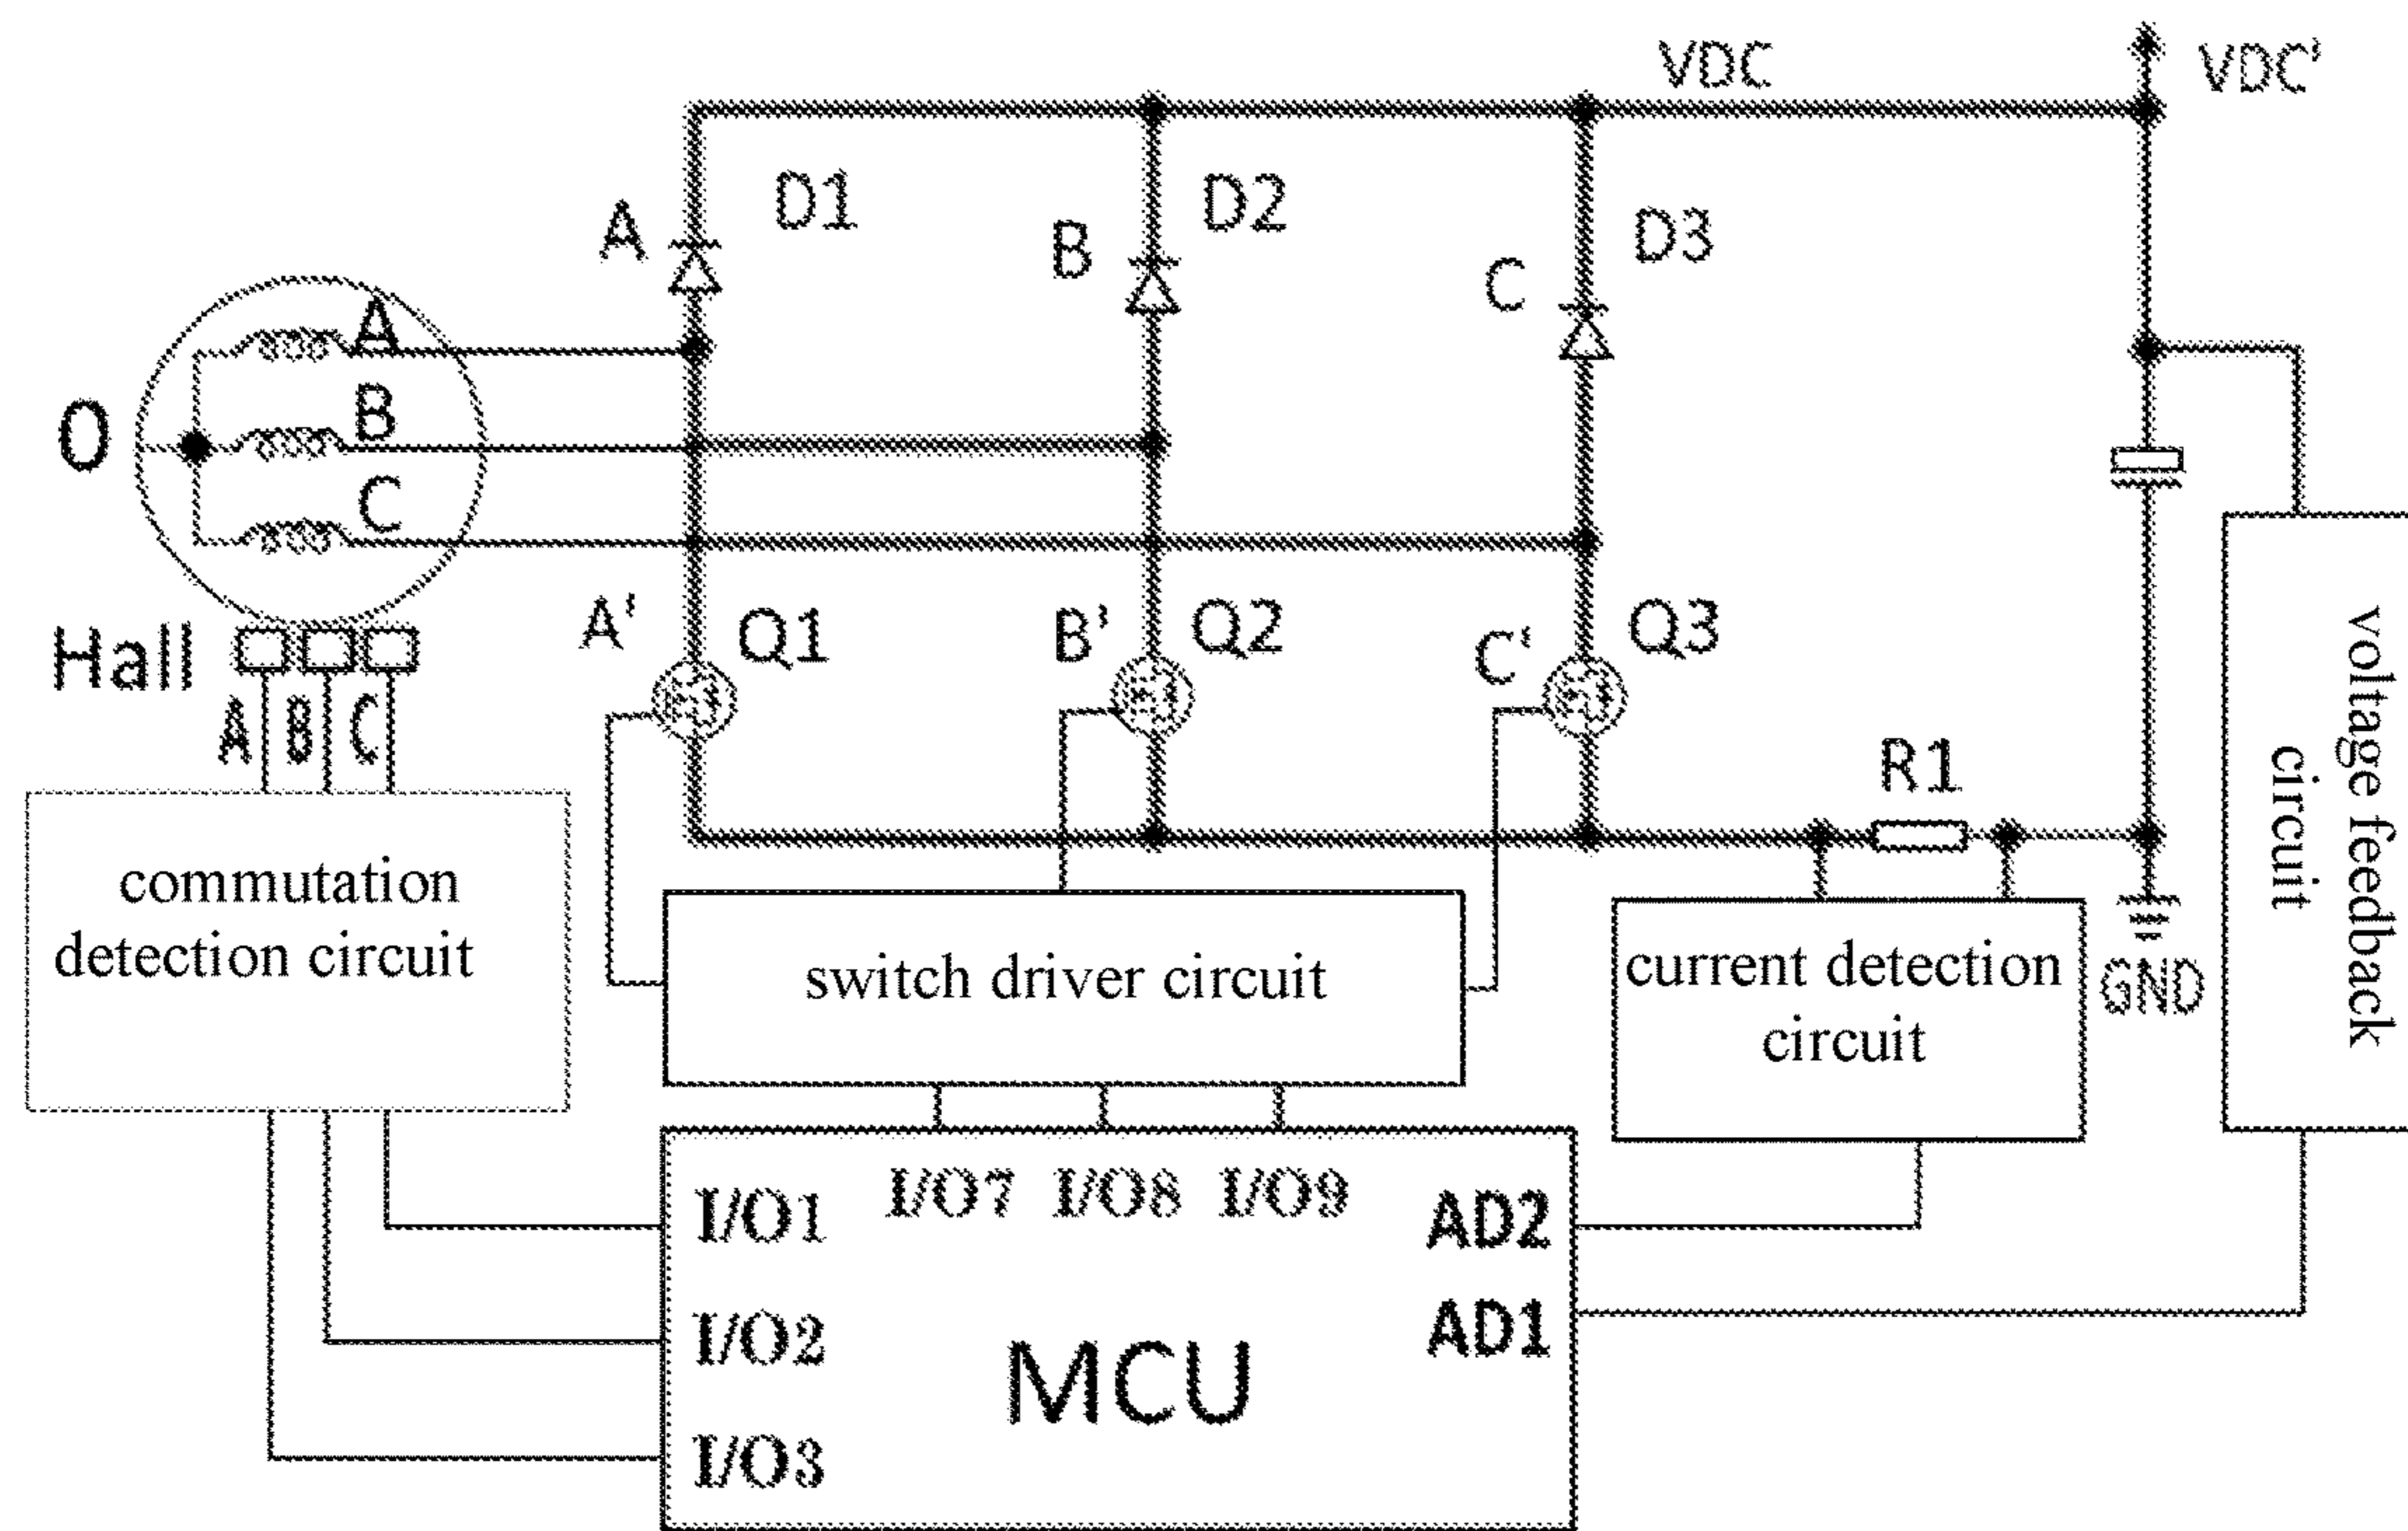 VDC
VDC'
D1
D2
D3
A
B
C
A
B
C
O
A'
Q1
B'
Q2
C'
Q3
Hall
A B C
R1
voltage feedback
circuit
commutation
detection circuit
switch driver circuit
current detection
circuit
GND
I/O7 I/O8 I/O9
I/O1
I/O2
I/O3
AD2
AD1
MCU